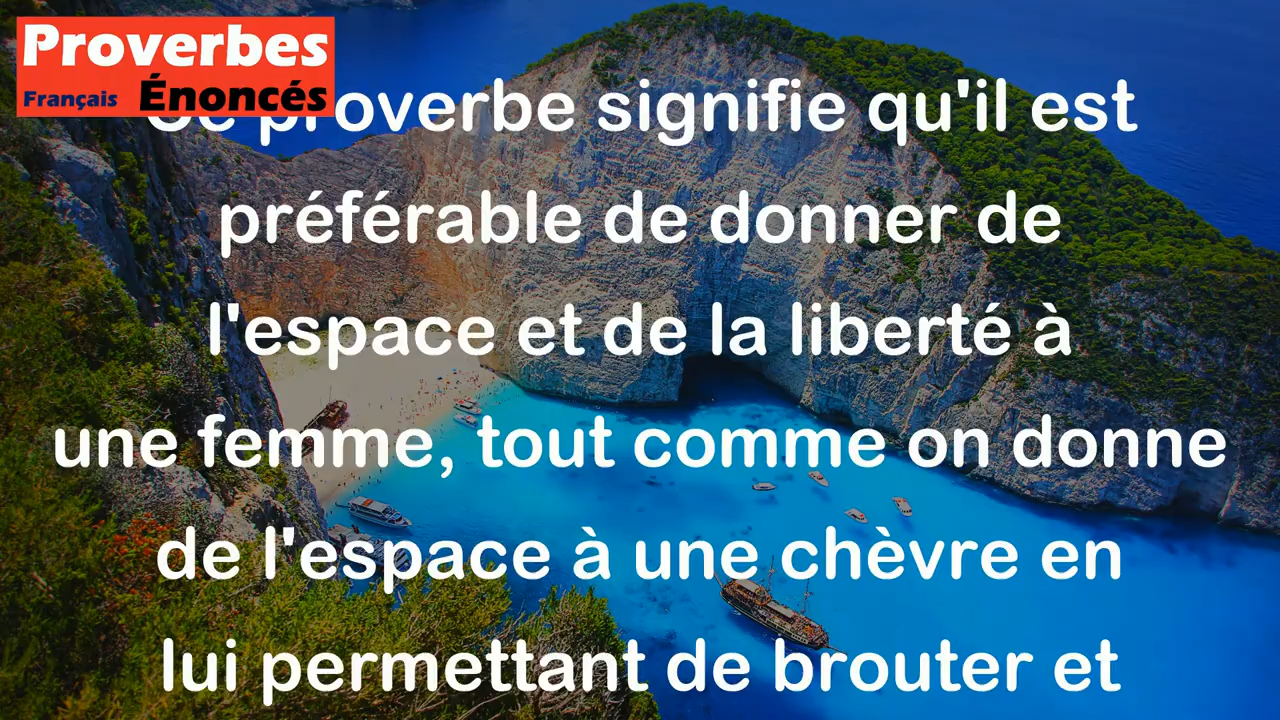 Proverbes
Français Énoncés
Ce proverbe signifie qu'il est
préférable de donner de
l'espace et de la liberté à
une femme, tout comme on donne
de l'espace à une chèvre en
lui permettant de brouter et